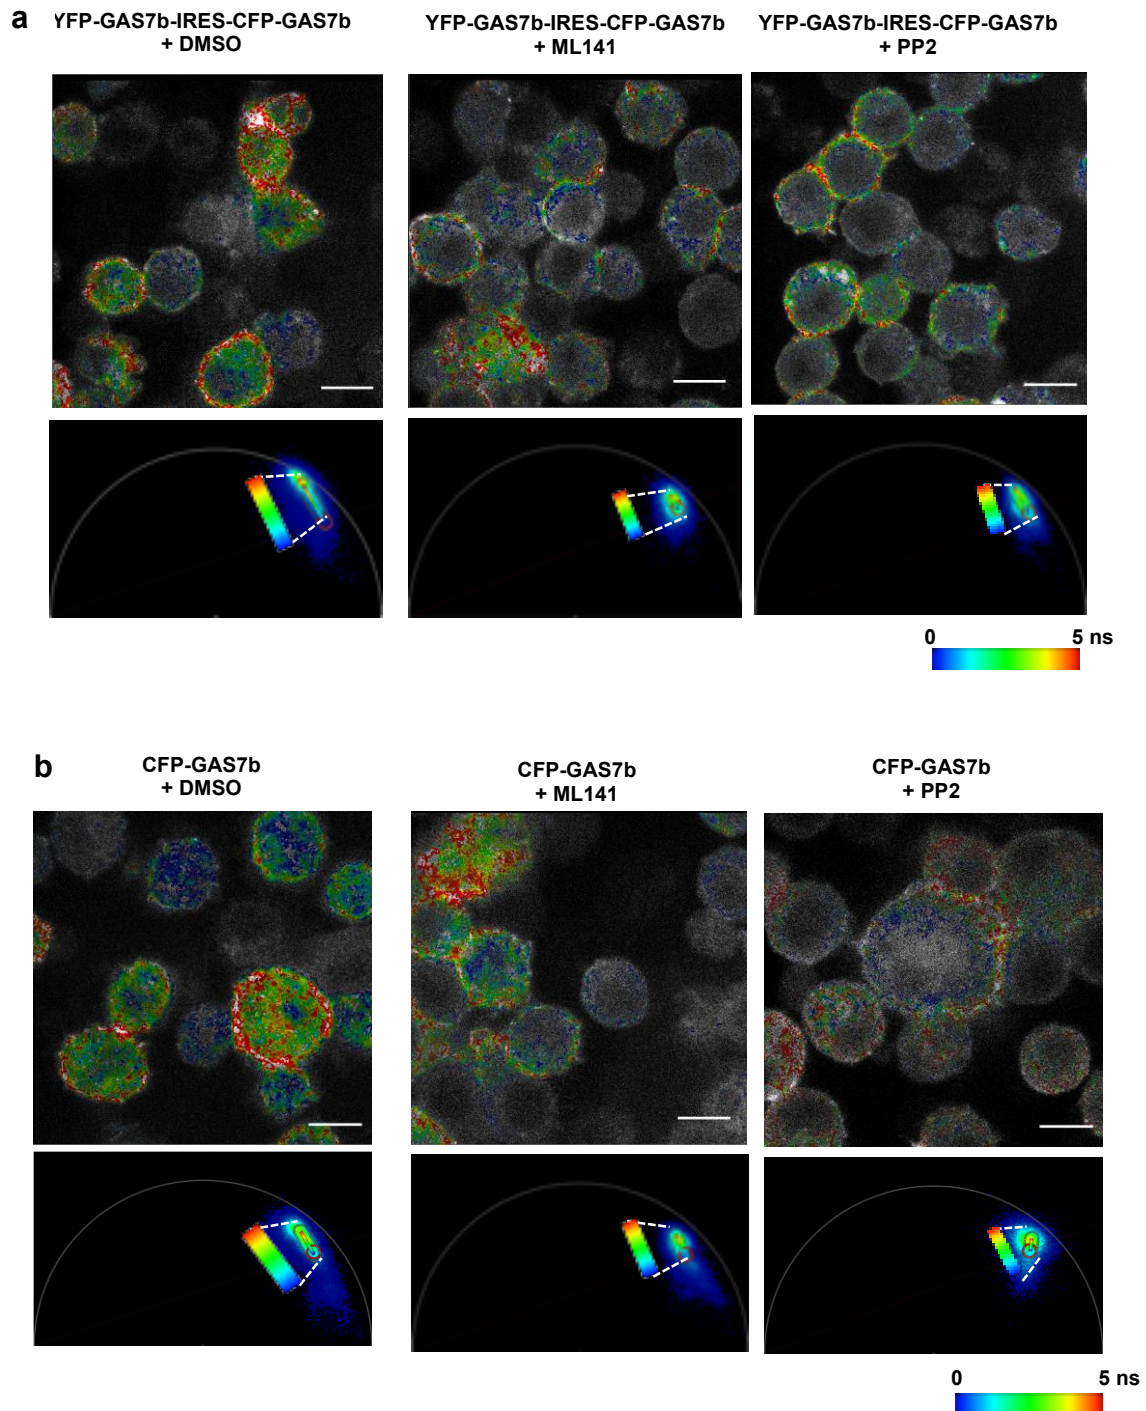 a
YFP-GAS7b-IRES-CFP-GAS7b
+ DMSO
YFP-GAS7b-IRES-CFP-GAS7b
+ ML141
YFP-GAS7b-IRES-CFP-GAS7b
+ PP2
0 5 ns
b
CFP-GAS7b
+ DMSO
CFP-GAS7b
+ ML141
CFP-GAS7b
+ PP2
0 5 ns